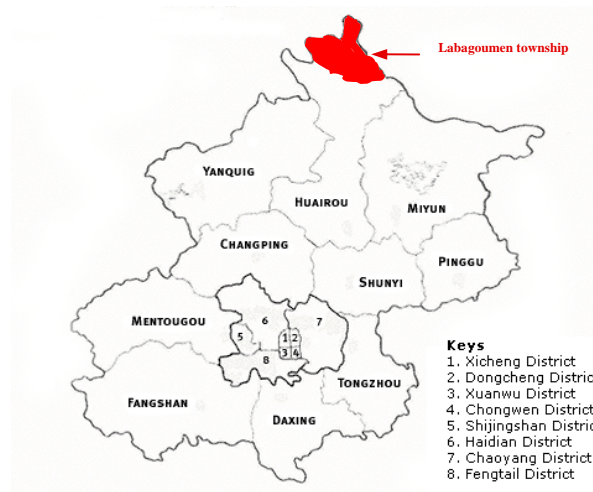 Labagoumen township
YANQUIG
HUAIROU
MIYUN
CHANGPING
PINGGU
SHUNYI
MENTOUGOU
6
7
5
1 2
3 4
8
TONGZHOU
FANGSHAN
DAXING
Keys
1. Xicheng District
2. Dongcheng Distric
3. Xuanwu District
4. Chongwen District
5. Shijingshan Distric
6. Haidian District
7. Chaoyang District
8. Fengtail District